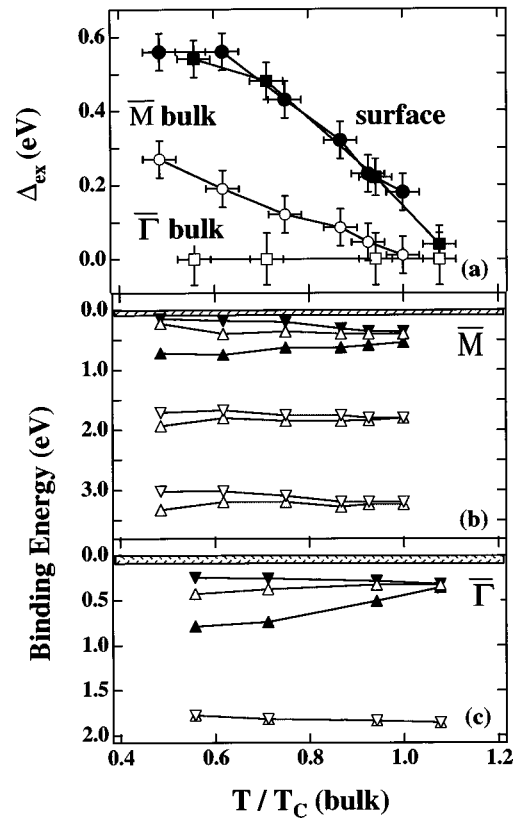 0.6
0.4
0.2
0.0
Δex (eV)
M̅ bulk
surface
Γ̅ bulk
(a)
0.0
1.0
2.0
3.0
M̅
(b)
0.0
0.5
1.0
1.5
2.0
Γ̅
(c)
Binding Energy (eV)
0.4 0.6 0.8 1.0 1.2
T / TC (bulk)